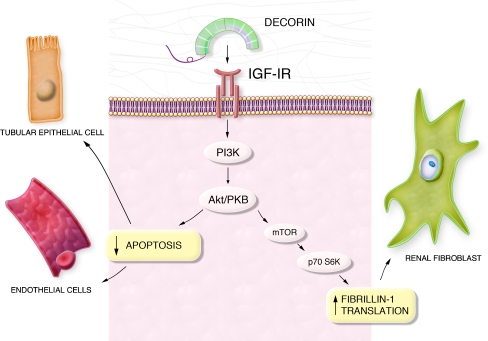 DECORIN
IGF-IR
TUBULAR EPITHELIAL CELL
PI3K
Akt/PKB
mTOR
APOPTOSIS
p70 S6K
RENAL FIBROBLAST
ENDOTHELIAL CELLS
FIBRILLIN-1
TRANSLATION